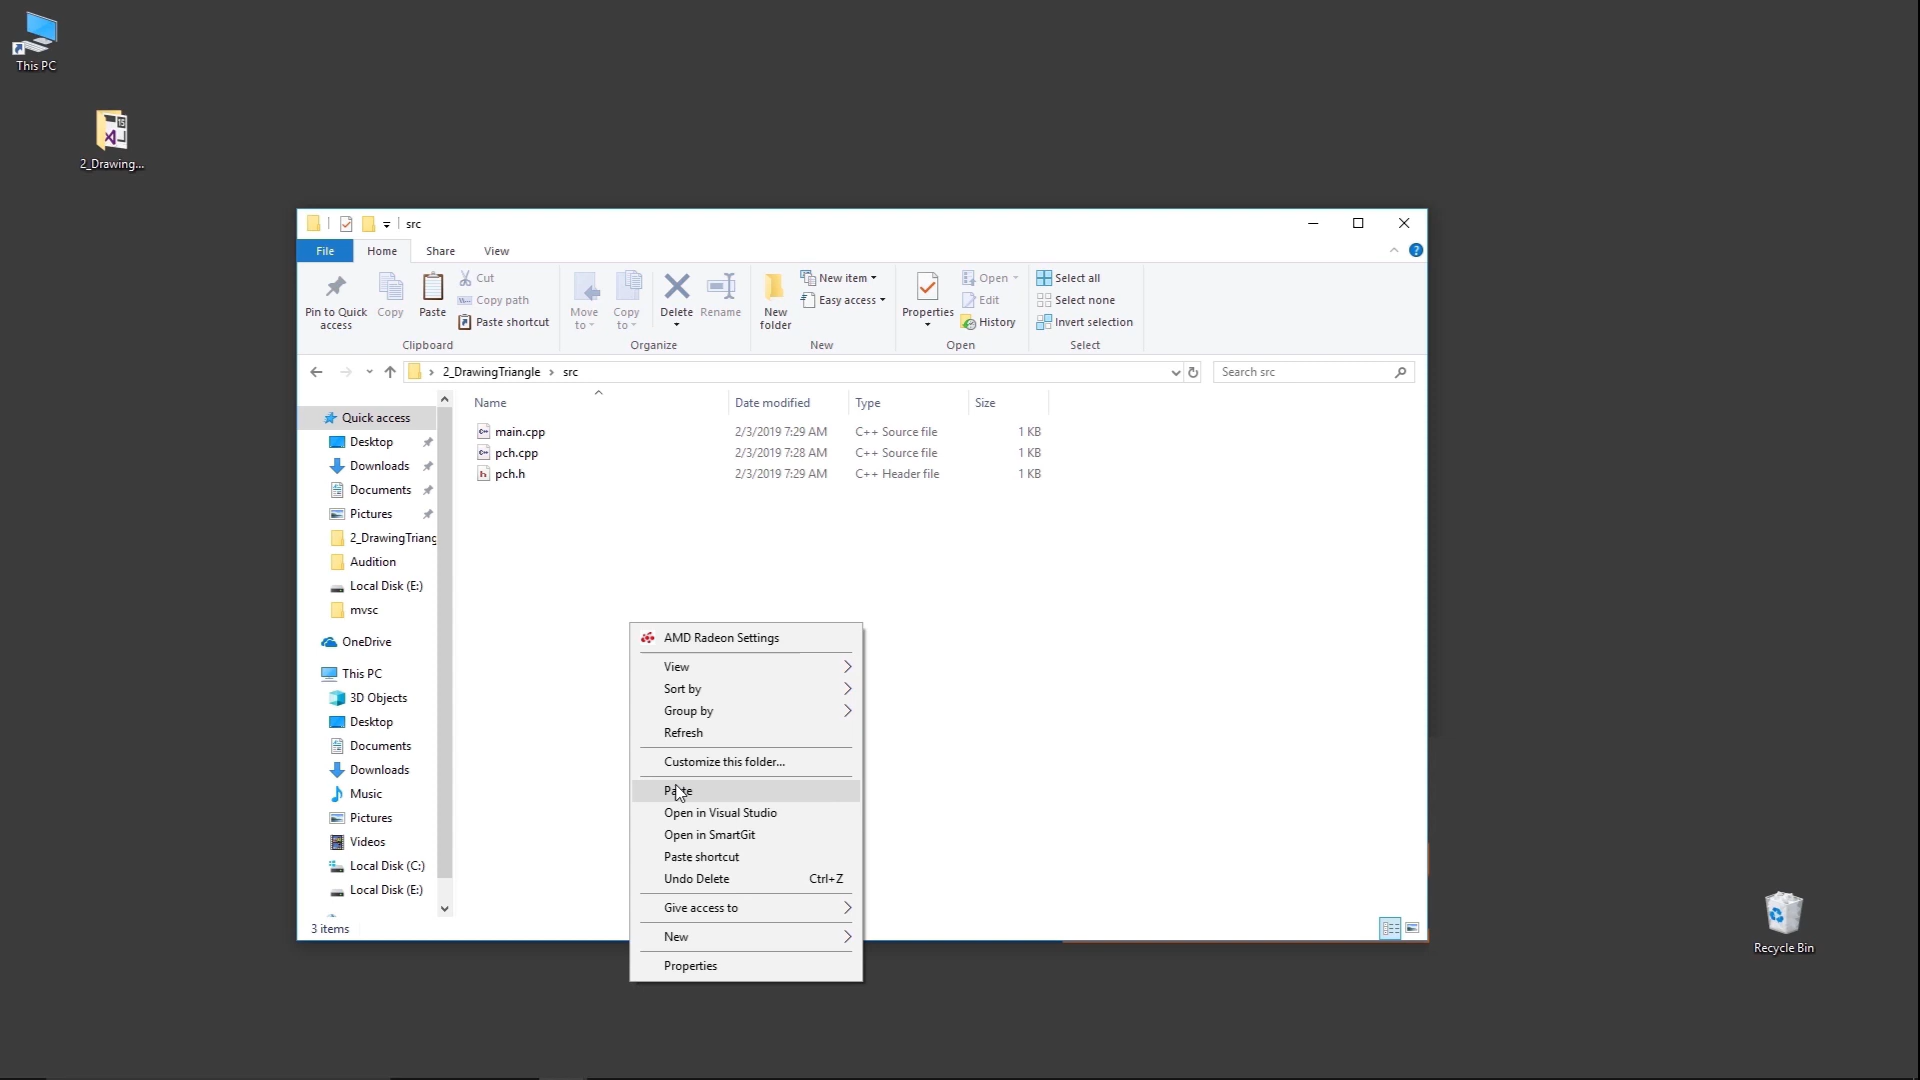 This PC
2_Drawing...
src
File Home Share View
Pin to Quick access
Copy
Paste
Cut
Copy path
Paste shortcut
Clipboard
Move to
Copy to
Delete
Rename
Organize
New folder
New item
Easy access
New
Properties
Open
Edit
History
Open
Select all
Select none
Invert selection
Select
2_DrawingTriangle > src
Search src
Name Date modified Type Size
main.cpp 2/3/2019 7:29 AM C++ Source file 1 KB
pch.cpp 2/3/2019 7:28 AM C++ Source file 1 KB
pch.h 2/3/2019 7:29 AM C++ Header file 1 KB
Quick access
Desktop
Downloads
Documents
Pictures
2_DrawingTriang
Audition
Local Disk (E:)
mvsc
OneDrive
This PC
3D Objects
Desktop
Documents
Downloads
Music
Pictures
Videos
Local Disk (C:)
Local Disk (E:)
3 items
AMD Radeon Settings
View
Sort by
Group by
Refresh
Customize this folder...
Paste
Open in Visual Studio
Open in SmartGit
Paste shortcut
Undo Delete Ctrl+Z
Give access to
New
Properties
Recycle Bin